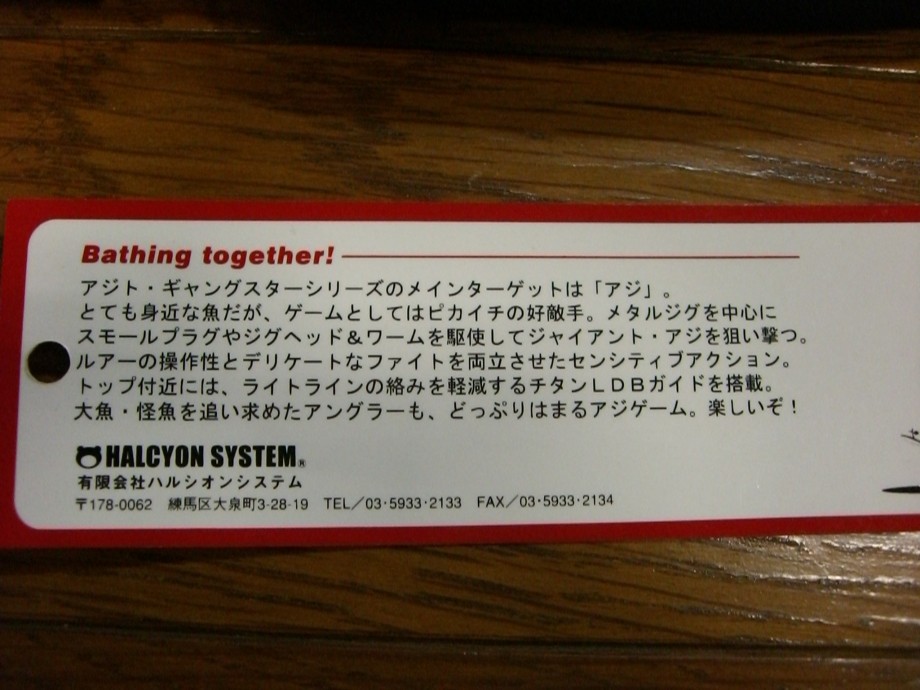 Bathing together!
アジト・ギャングスターシリーズのメインターゲットは「アジ」。
とても身近な魚だが、ゲームとしてはピカイチの好敵手。メタルジグを中心に
スモールプラグやジグヘッド&ワームを駆使してジャイアント・アジを狙い撃つ。
ルアーの操作性とデリケートなファイトを両立させたセンシティブアクション。
トップ付近には、ライトラインの絡みを軽減するチタンLDBガイドを搭載。
大魚・怪魚を追い求めたアングラーも、どっぷりはまるアジゲーム。楽しいぞ!
HALCYON SYSTEM®
有限会社ハルシオンシステム
〒178-0062 練馬区大泉町3-28-19 TEL/03・5933・2133 FAX/03・5933・2134